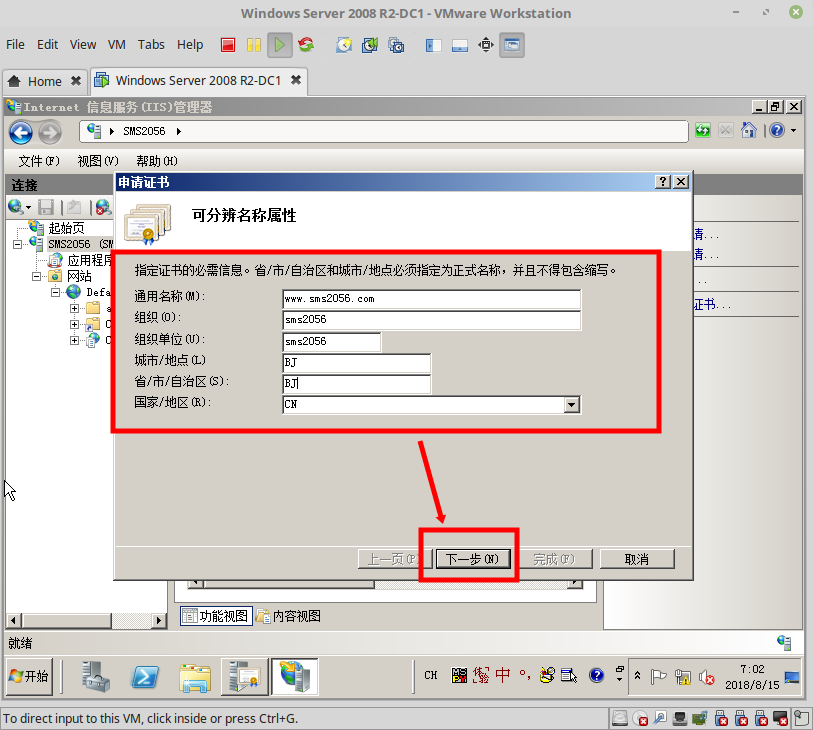 Windows Server 2008 R2-DC1 - VMware Workstation
File Edit View VM Tabs Help
Home Windows Server 2008 R2-DC1
Internet 信息服务(IIS)管理器
SMS2056
文件(F) 视图(V) 帮助(H)
连接
申请证书
可分辨名称属性
起始页
SMS2056 (SM
应用程序
网站
Defa
请...
请...
...
证书...
指定证书的必需信息。省/市/自治区和城市/地点必须指定为正式名称，并且不得包含缩写。
通用名称(M): www.sms2056.com
组织(O): sms2056
组织单位(U): sms2056
城市/地点(L) BJ
省/市/自治区(S): BJ
国家/地区(R): CN
上一页(P 下一步(N) 完成(F) 取消
功能视图 内容视图
就绪
开始 CH 中 7:02
2018/8/15
To direct input to this VM, click inside or press Ctrl+G.